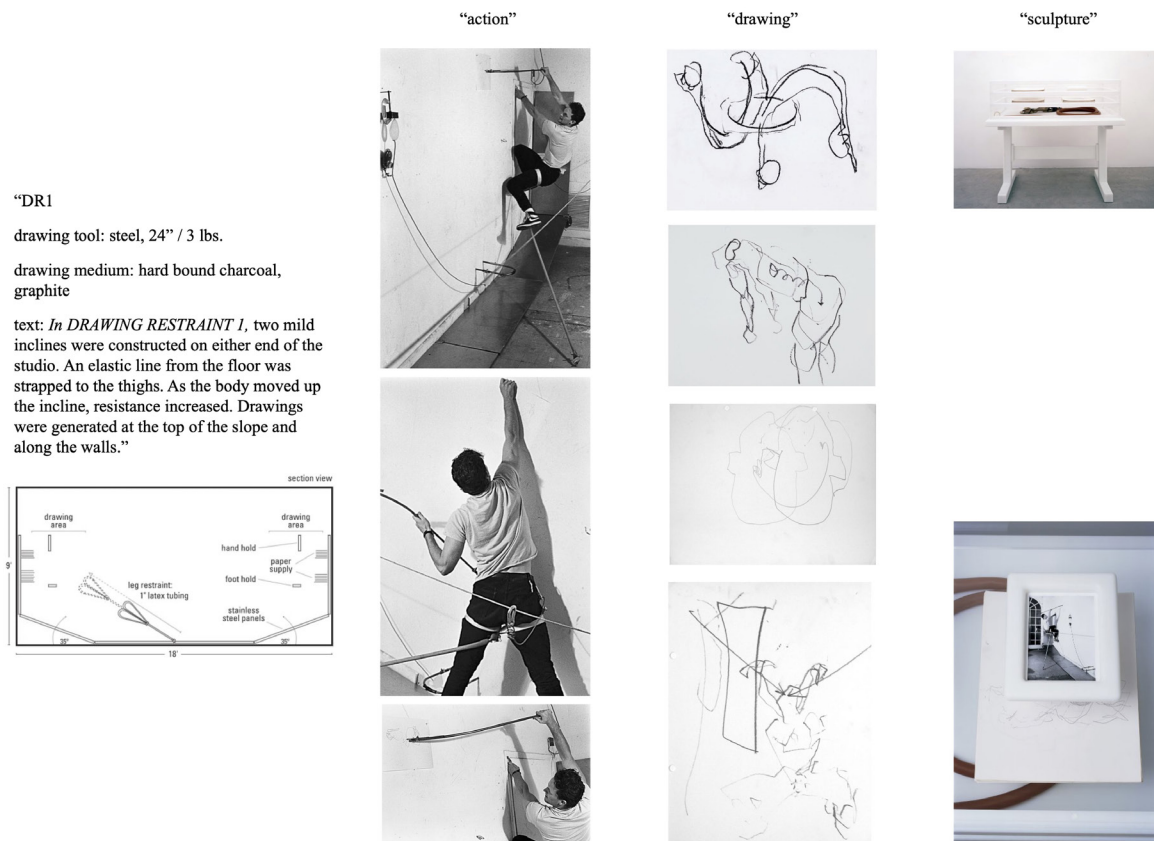 “action”
“drawing”
“sculpture”
“DR1
drawing tool: steel, 24” / 3 lbs.
drawing medium: hard bound charcoal,
graphite
text: In DRAWING RESTRAINT 1, two mild
inclines were constructed on either end of the
studio. An elastic line from the floor was
strapped to the thighs. As the body moved up
the incline, resistance increased. Drawings
were generated at the top of the slope and
along the walls.”
section view
drawing
area
drawing
area
hand hold
paper
supply
foot hold
leg restraint:
1" latex tubing
stainless
steel panels
9'
35°
35°
18'